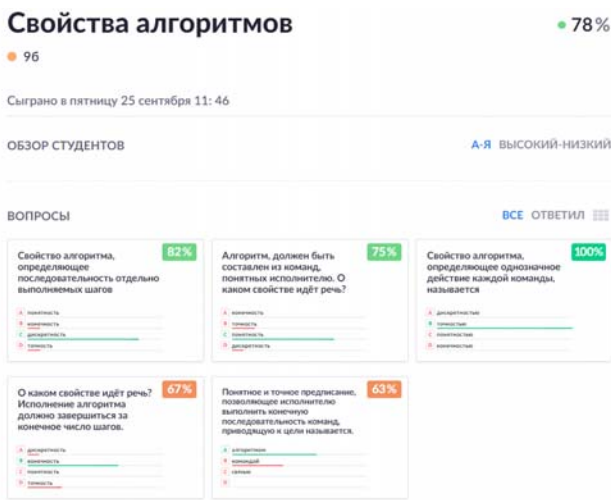 Свойства алгоритмов
78%
9б
Сыграно в пятницу 25 сентября 11: 46
ОБЗОР СТУДЕНТОВ
А-Я ВЫСОКИЙ-НИЗКИЙ
ВОПРОСЫ
ВСЕ ОТВЕТИЛ
Свойство алгоритма,
определяющее
последовательность отдельно
выполняемых шагов
82%
A понятность
B конечность
C дискретность
D точность
Алгоритм, должен быть
составлен из команд,
понятных исполнителю. О
каком свойстве идёт речь?
75%
A конечность
B точность
C понятность
D дискретность
Свойство алгоритма,
определяющее однозначное
действие каждой команды,
называется
100%
A дискретностью
B точностью
C понятностью
D конечностью
О каком свойстве идёт речь?
Исполнение алгоритма
должно завершиться за
конечное число шагов.
67%
A дискретность
B конечность
C понятность
D точность
Понятное и точное предписание,
позволяющее исполнителю
выполнить конечную
последовательность команд,
приводящую к цели называется.
63%
A алгоритмом
B командой
C
D